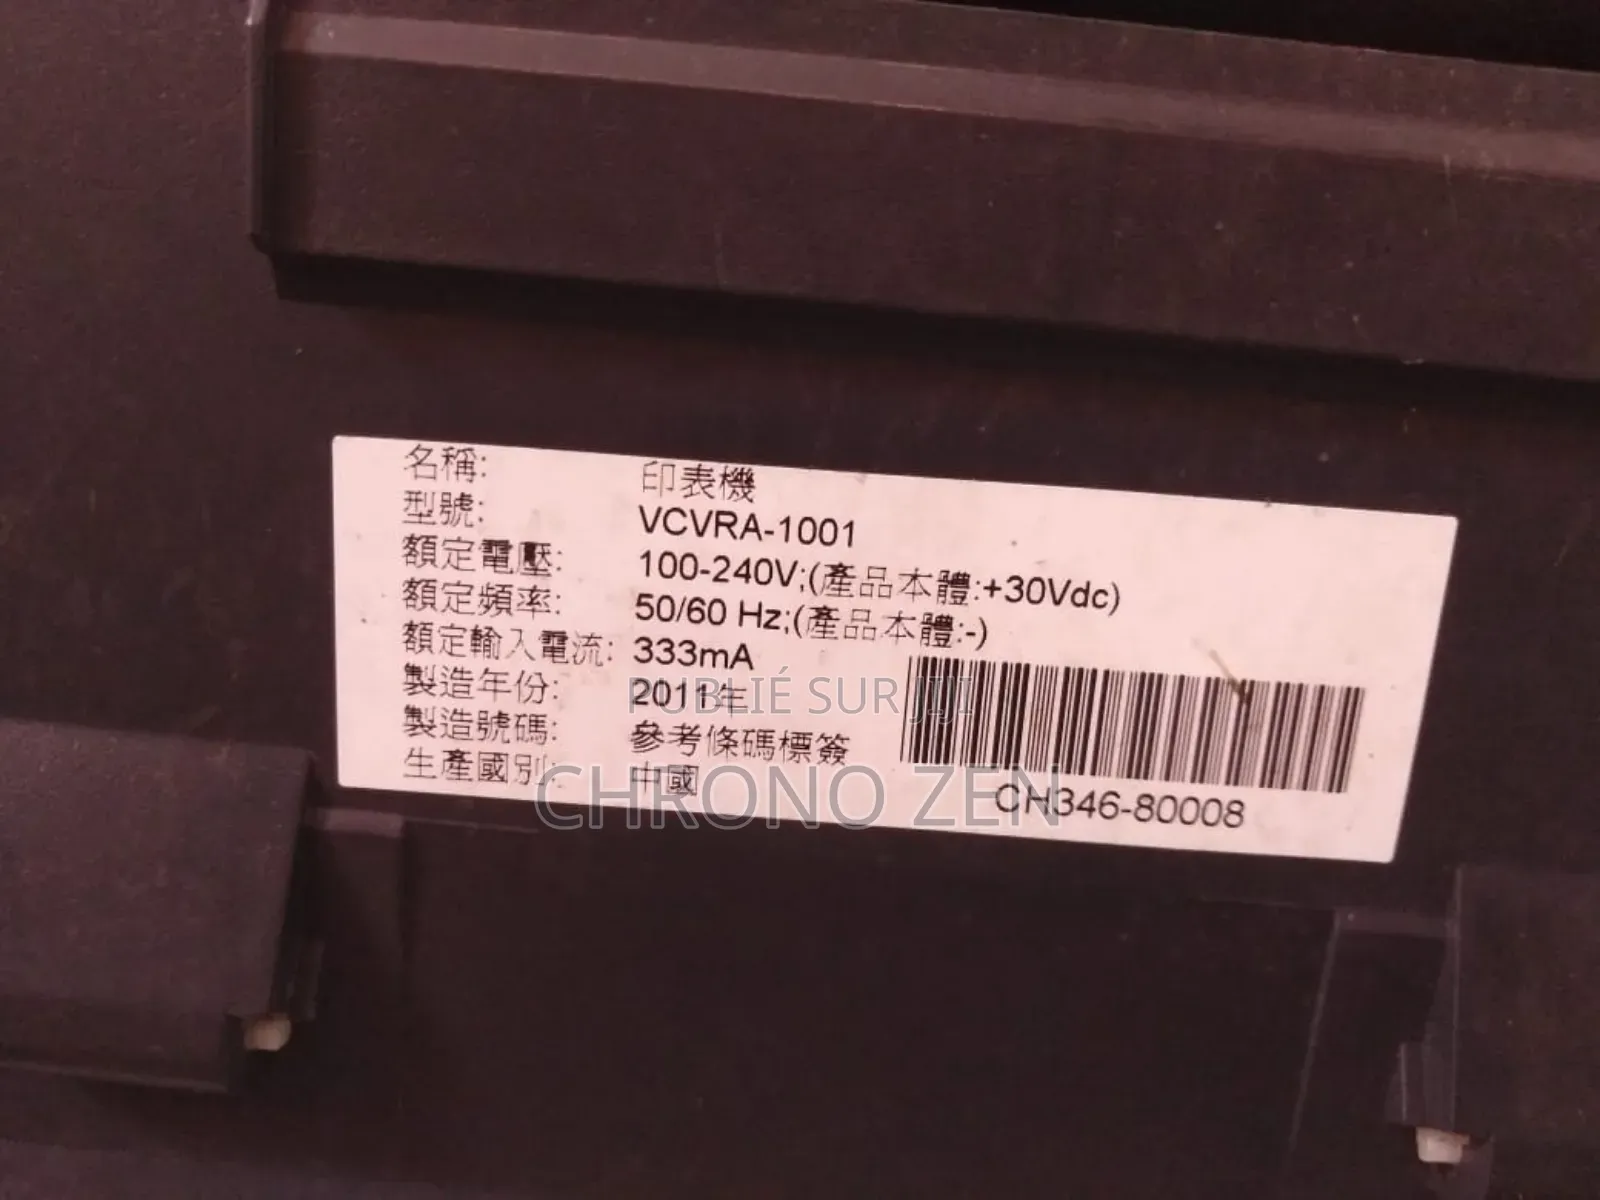 名稱: 印表機
型號: VCVRA-1001
額定電壓: 100-240V;(產品本體:+30Vdc)
額定頻率: 50/60 Hz;(產品本體:-)
額定輸入電流: 333mA
製造年份: 2011年
製造號碼: 參考條碼標簽
生產國別: 中國
CH346-80008
PUBLIÉ SUR JIJI
CHRONO ZEN